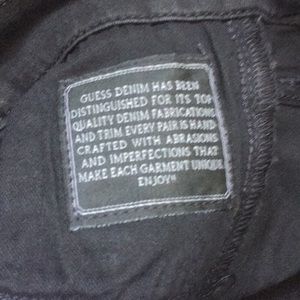 GUESS DENIM HAS BEEN
DISTINGUISHED FOR ITS TOP
QUALITY DENIM FABRICATIONS
AND TRIM EVERY PAIR IS HAND
CRAFTED WITH ABRASIONS
AND IMPERFECTIONS THAT
MAKE EACH GARMENT UNIQUE
ENJOY"